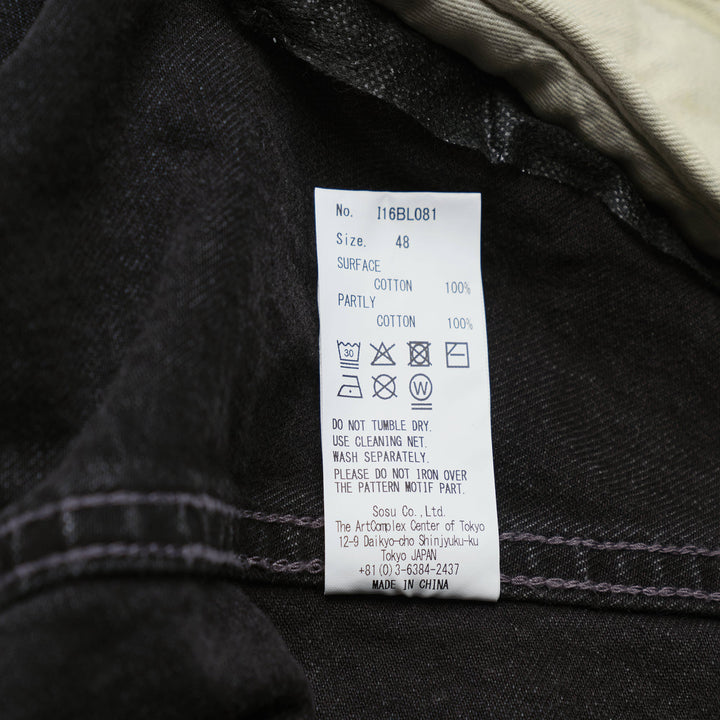 No. I16BL081
Size. 48
SURFACE
COTTON 100%
PARTLY
COTTON 100%
30
W
DO NOT TUMBLE DRY.
USE CLEANING NET.
WASH SEPARATELY.
PLEASE DO NOT IRON OVER
THE PATTERN MOTIF PART.
Sosu Co.,Ltd.
The ArtComplex Center of Tokyo
12-9 Daikyo-cho Shinjyuku-ku
Tokyo JAPAN
+81(0)3-6384-2437
MADE IN CHINA